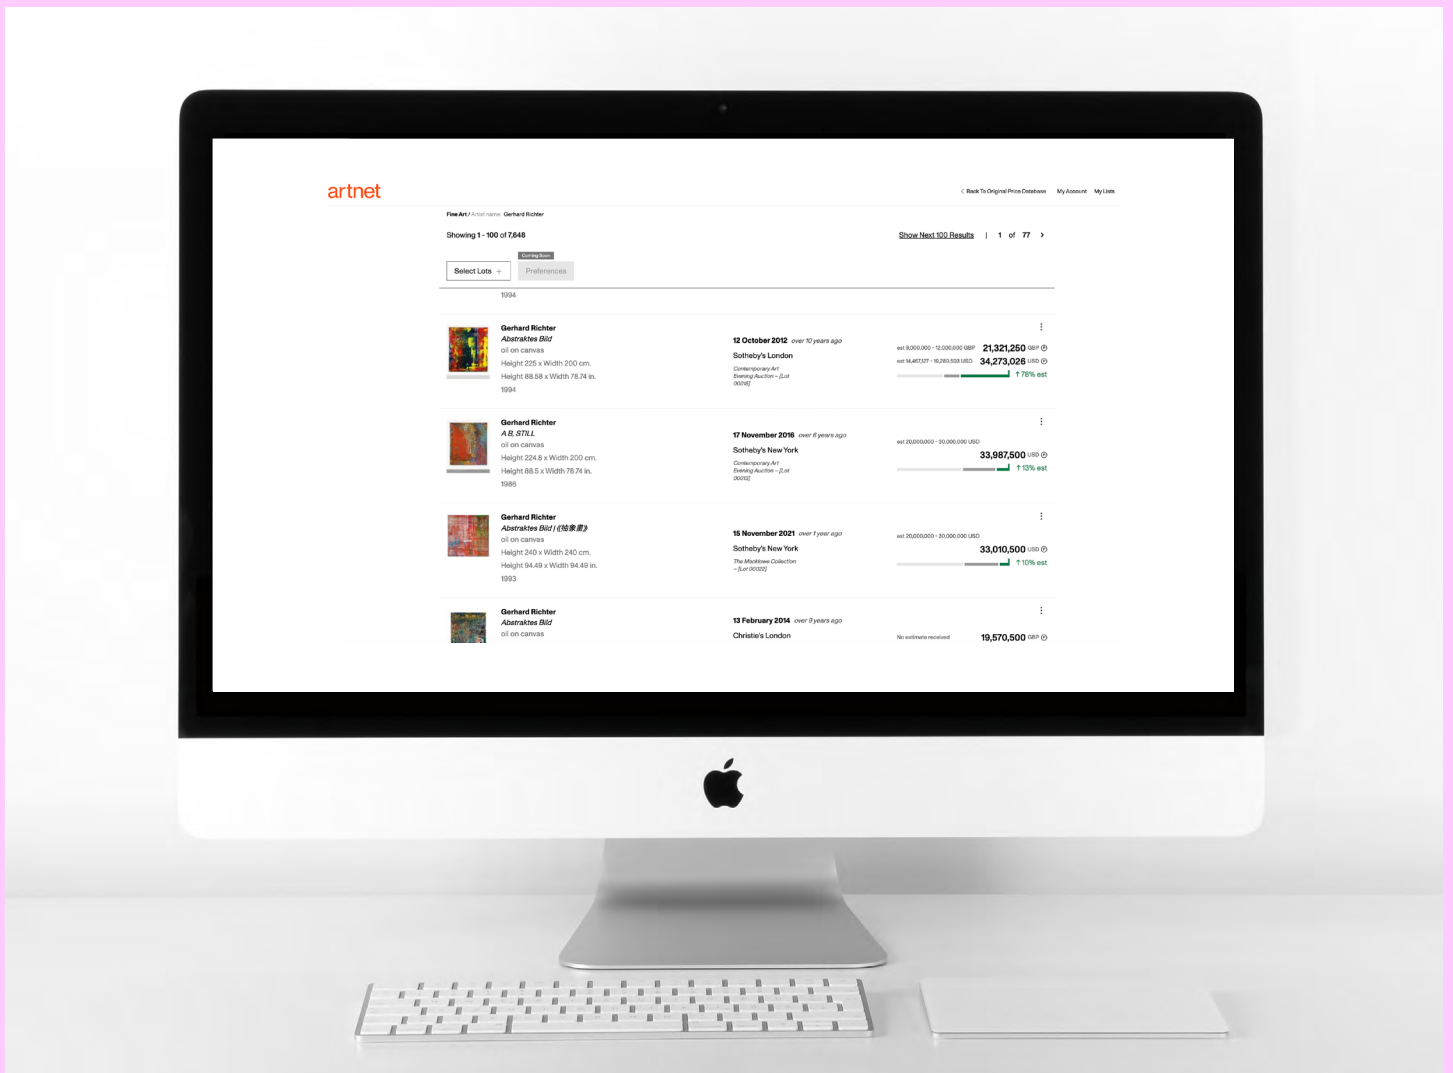 artnet
< Back To Original Price Database My Account My Lists
Fine Art / Artist name: Gerhard Richter
Showing 1 - 100 of 7,648
Show Next 100 Results | 1 of 77 >
Coming Soon
Select Lots +
Preferences
1994
Gerhard Richter
Abstraktes Bild
oil on canvas
Height 225 x Width 200 cm.
Height 88.58 x Width 78.74 in.
1994
12 October 2012 over 10 years ago
Sotheby's London
Contemporary Art
Evening Auction – [Lot
00018]
est 9,000,000 - 12,000,000 GBP 21,321,250 GBP
34,273,026 USD
↑ 78% est
Gerhard Richter
A B, STILL
oil on canvas
Height 224.8 x Width 200 cm.
Height 88.5 x Width 78.74 in.
1986
17 November 2016 over 6 years ago
Sotheby's New York
Contemporary Art
Evening Auction – [Lot
00012]
est 20,000,000 - 30,000,000 USD
33,987,500 USD
↑ 13% est
Gerhard Richter
Abstraktes Bild | 《抽象畫》
oil on canvas
Height 240 x Width 240 cm.
Height 94.49 x Width 94.49 in.
1993
15 November 2021 over 1 year ago
Sotheby's New York
The Macklowe Collection
– [Lot 00022]
est 20,000,000 - 30,000,000 USD
33,010,500 USD
↑ 10% est
Gerhard Richter
Abstraktes Bild
oil on canvas
13 February 2014 over 9 years ago
Christie's London
No estimate received 19,570,500 GBP